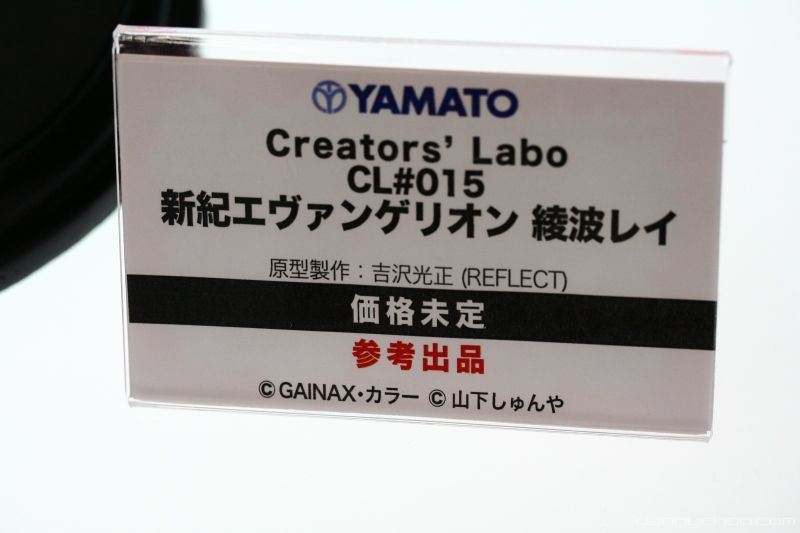 YAMATO
Creators' Labo
CL#015
新紀エヴァンゲリオン 綾波レイ
原型製作：吉沢光正 (REFLECT)
価格未定
参考出品
©GAINAX・カラー ©山下しゅんや
dannychoo.com